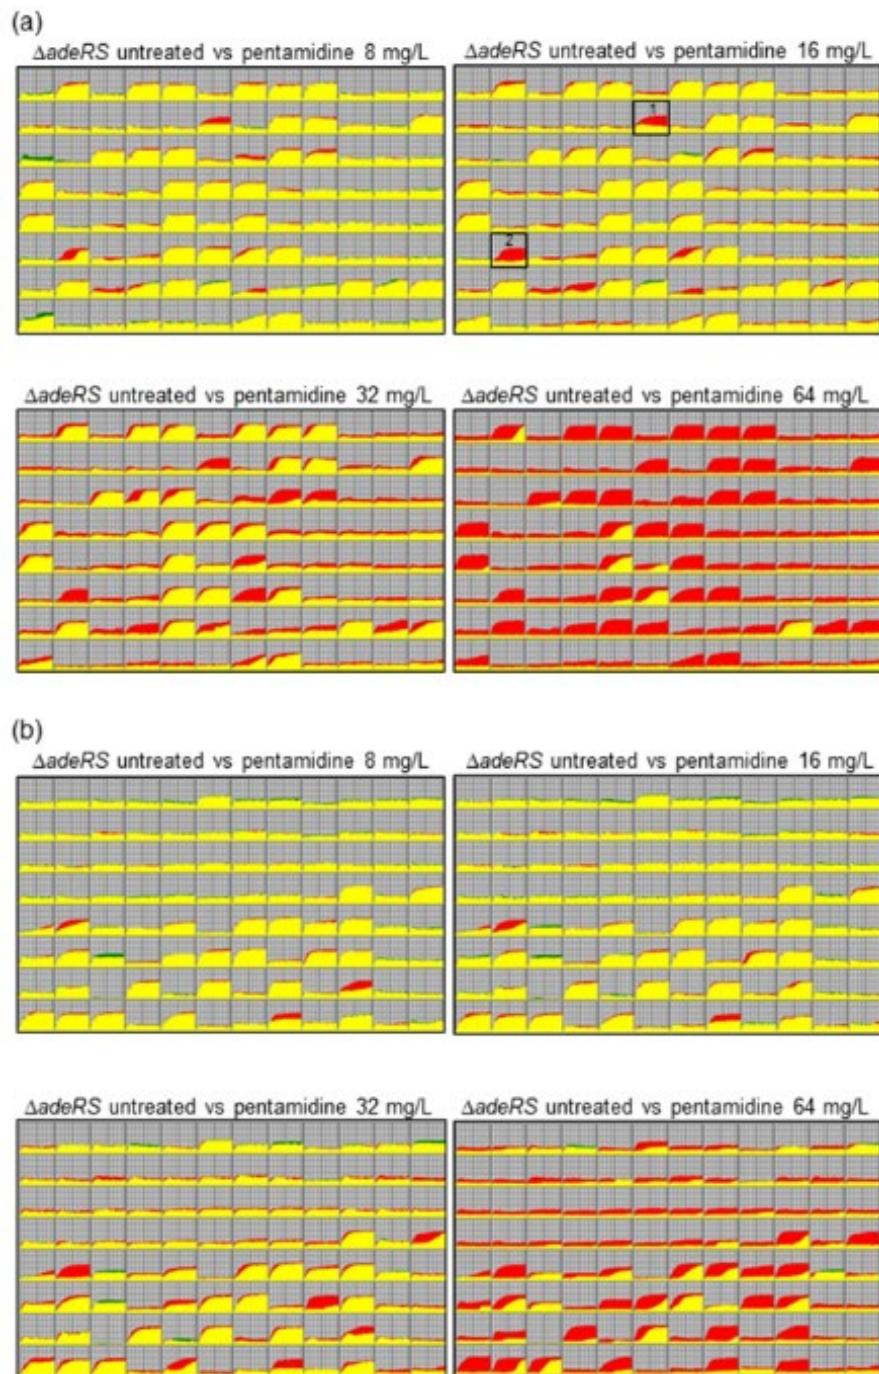 (a)
ΔadeRS untreated vs pentamidine 8 mg/L
ΔadeRS untreated vs pentamidine 16 mg/L
1
2
ΔadeRS untreated vs pentamidine 32 mg/L
ΔadeRS untreated vs pentamidine 64 mg/L
(b)
ΔadeRS untreated vs pentamidine 8 mg/L
ΔadeRS untreated vs pentamidine 16 mg/L
ΔadeRS untreated vs pentamidine 32 mg/L
ΔadeRS untreated vs pentamidine 64 mg/L